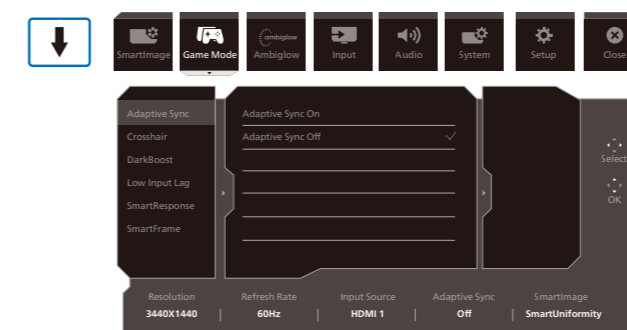 ambiglow
SmartImage Game Mode Ambiglow Input Audio System Setup Close
Adaptive Sync
Crosshair
DarkBoost
Low Input Lag
SmartResponse
SmartFrame
Adaptive Sync On
Adaptive Sync Off
Select
OK
Resolution Refresh Rate Input Source Adaptive Sync SmartImage
3440X1440 | 60Hz | HDMI 1 | Off | SmartUniformity